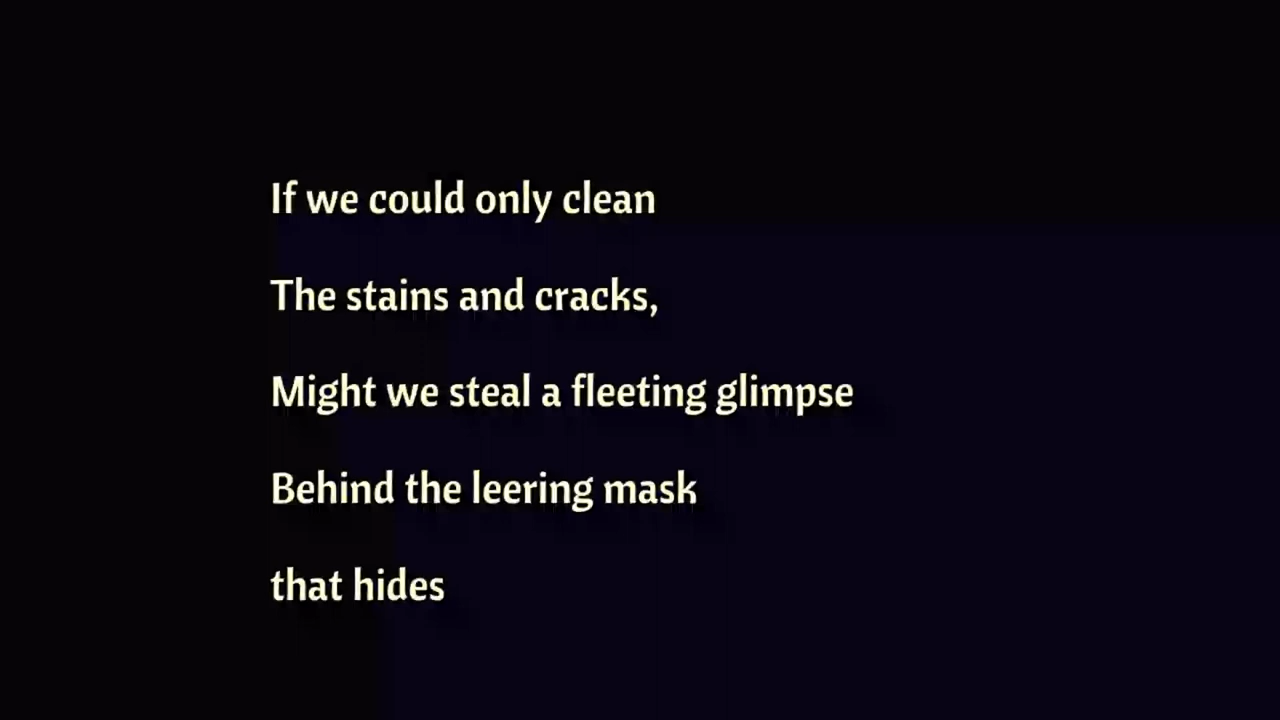 If we could only clean
The stains and cracks,
Might we steal a fleeting glimpse
Behind the leering mask
that hides